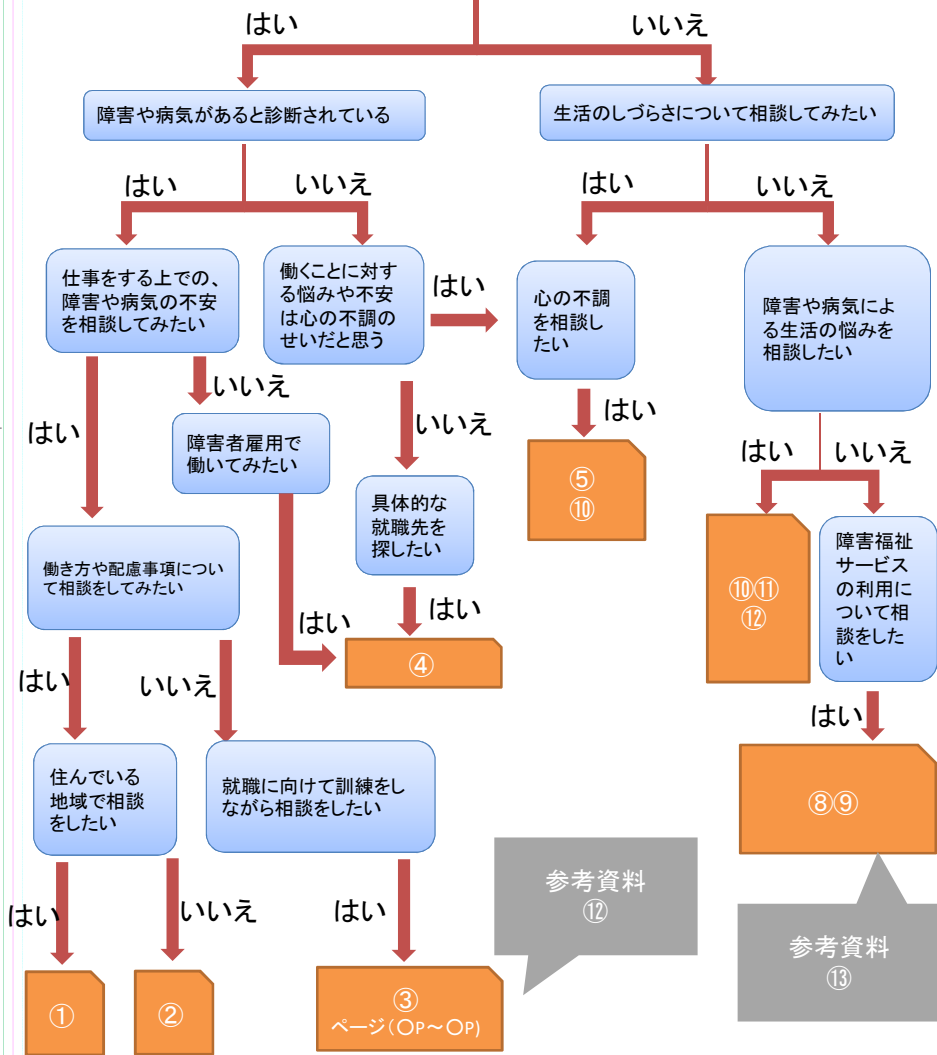 はい
いいえ
障害や病気があると診断されている
生活のしづらさについて相談してみたい
はい
いいえ
はい
いいえ
仕事をする上での、
障害や病気の不安
を相談してみたい
働くことに対す
る悩みや不安
は心の不調の
せいだと思う
はい
心の不調
を相談し
たい
障害や病気によ
る生活の悩みを
相談したい
はい
いいえ
いいえ
はい
はい
いいえ
障害者雇用で
働いてみたい
具体的な
就職先を
探したい
⑤
⑩
働き方や配慮事項につい
て相談をしてみたい
⑩⑪
⑫
障害福祉
サービス
の利用に
ついて相
談をした
い
はい
はい
④
はい
いいえ
はい
住んでいる
地域で相談
をしたい
就職に向けて訓練をし
ながら相談をしたい
⑧⑨
はい
いいえ
はい
参考資料
⑫
参考資料
⑬
①
②
③
ページ(〇P～〇P)